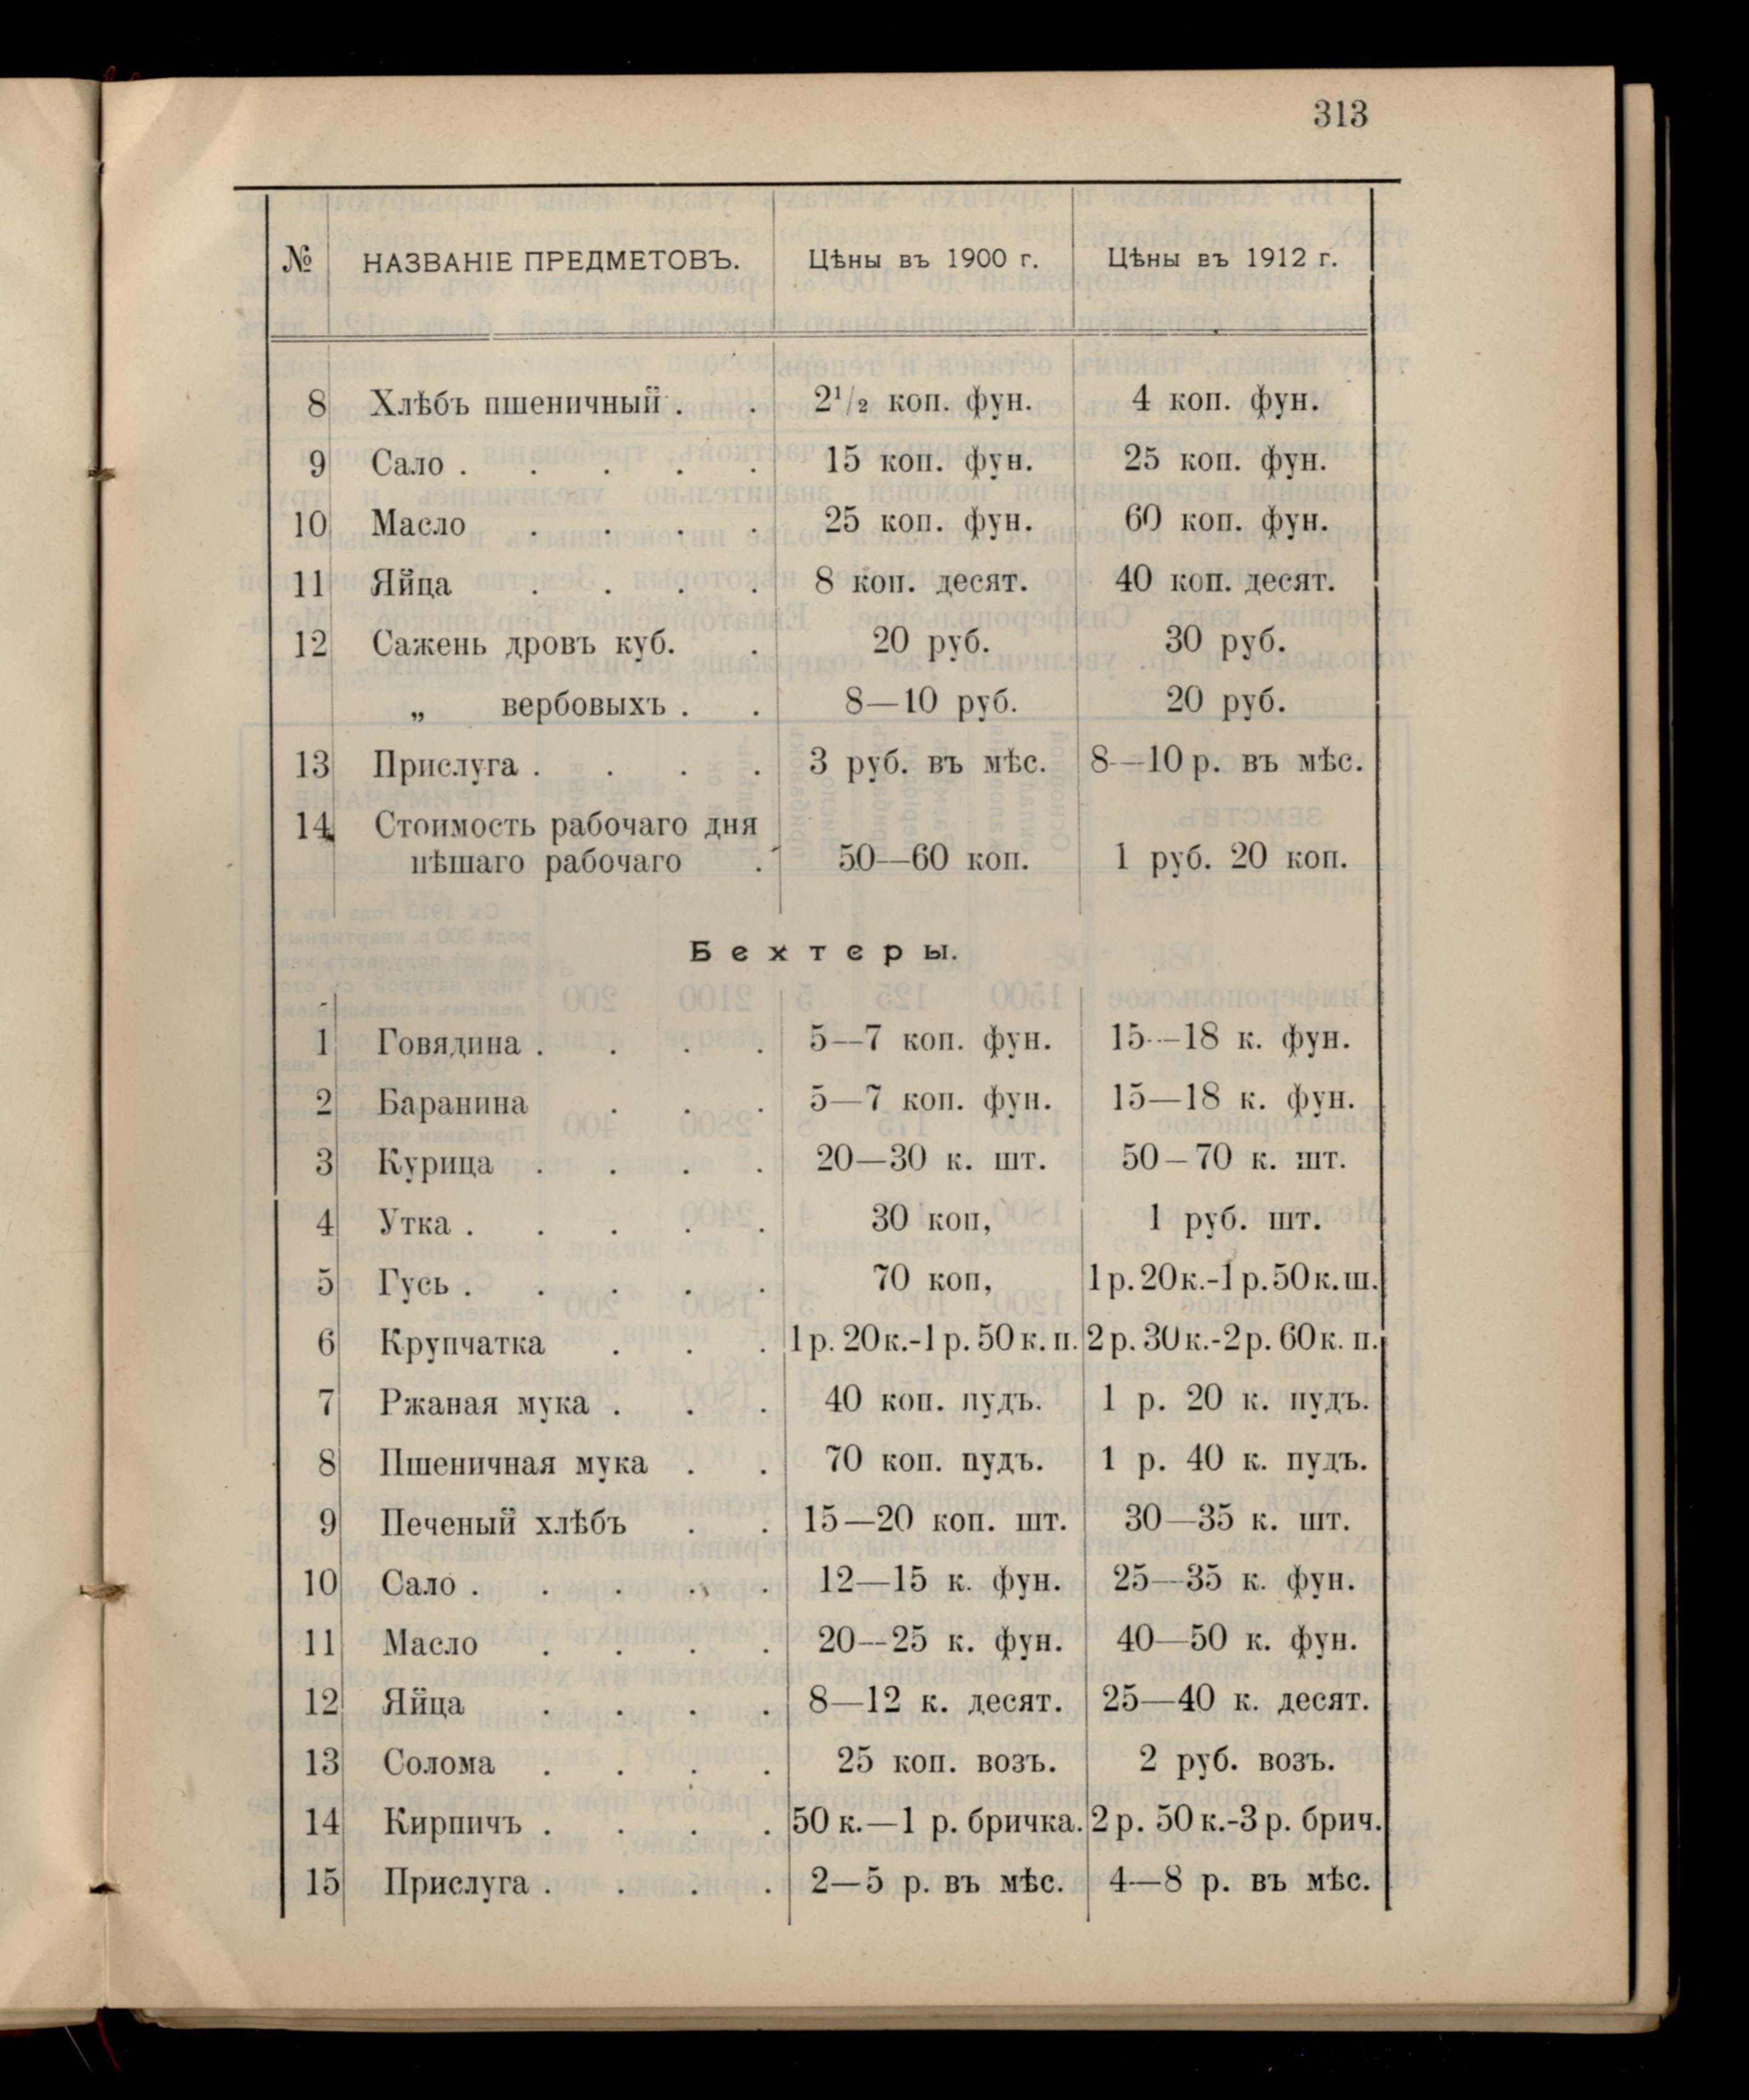 313
№ НАЗВАНІЕ ПРЕДМЕТОВЪ. Цѣны въ 1900 г. Цѣны въ 1912 г.
8 Хлѣбъ пшеничный . . 2¹/₂ коп. фун. 4 коп. фун.
9 Сало . . . . . 15 коп. фун. 25 коп. фун.
10 Масло . . . . 25 коп. фун. 60 коп. фун.
11 Яйца . . . . 8 коп. десят. 40 коп. десят.
12 Сажень дровъ куб. . 20 руб. 30 руб.
„ вербовыхъ . . 8—10 руб. 20 руб.
13 Прислуга . . . . 3 руб. въ мѣс. 8—10 р. въ мѣс.
14 Стоимость рабочаго дня
пѣшаго рабочаго . 50—60 коп. 1 руб. 20 коп.
Бехтеры.
1 Говядина . . . . 5—7 коп. фун. 15—18 к. фун.
2 Баранина . . . 5—7 коп. фун. 15—18 к. фун.
3 Курица . . . . 20—30 к. шт. 50—70 к. шт.
4 Утка . . . . . 30 коп, 1 руб. шт.
5 Гусь . . . . . 70 коп, 1 р. 20 к.-1 р. 50 к. ш.
6 Крупчатка . . . 1 р. 20 к.-1 р. 50 к. п. 2 р. 30 к.-2 р. 60 к. п.
7 Ржаная мука . . . 40 коп. пудъ. 1 р. 20 к. пудъ.
8 Пшеничная мука . . 70 коп. пудъ. 1 р. 40 к. пудъ.
9 Печеный хлѣбъ . . 15—20 коп. шт. 30—35 к. шт.
10 Сало . . . . . 12—15 к. фун. 25—35 к. фун.
11 Масло . . . . 20—25 к. фун. 40—50 к. фун.
12 Яйца . . . . 8—12 к. десят. 25—40 к. десят.
13 Солома . . . . 25 коп. возъ. 2 руб. возъ.
14 Кирпичъ . . . . 50 к.—1 р. бричка. 2 р. 50 к.-3 р. брич.
15 Прислуга . . . . 2—5 р. въ мѣс. 4—8 р. въ мѣс.